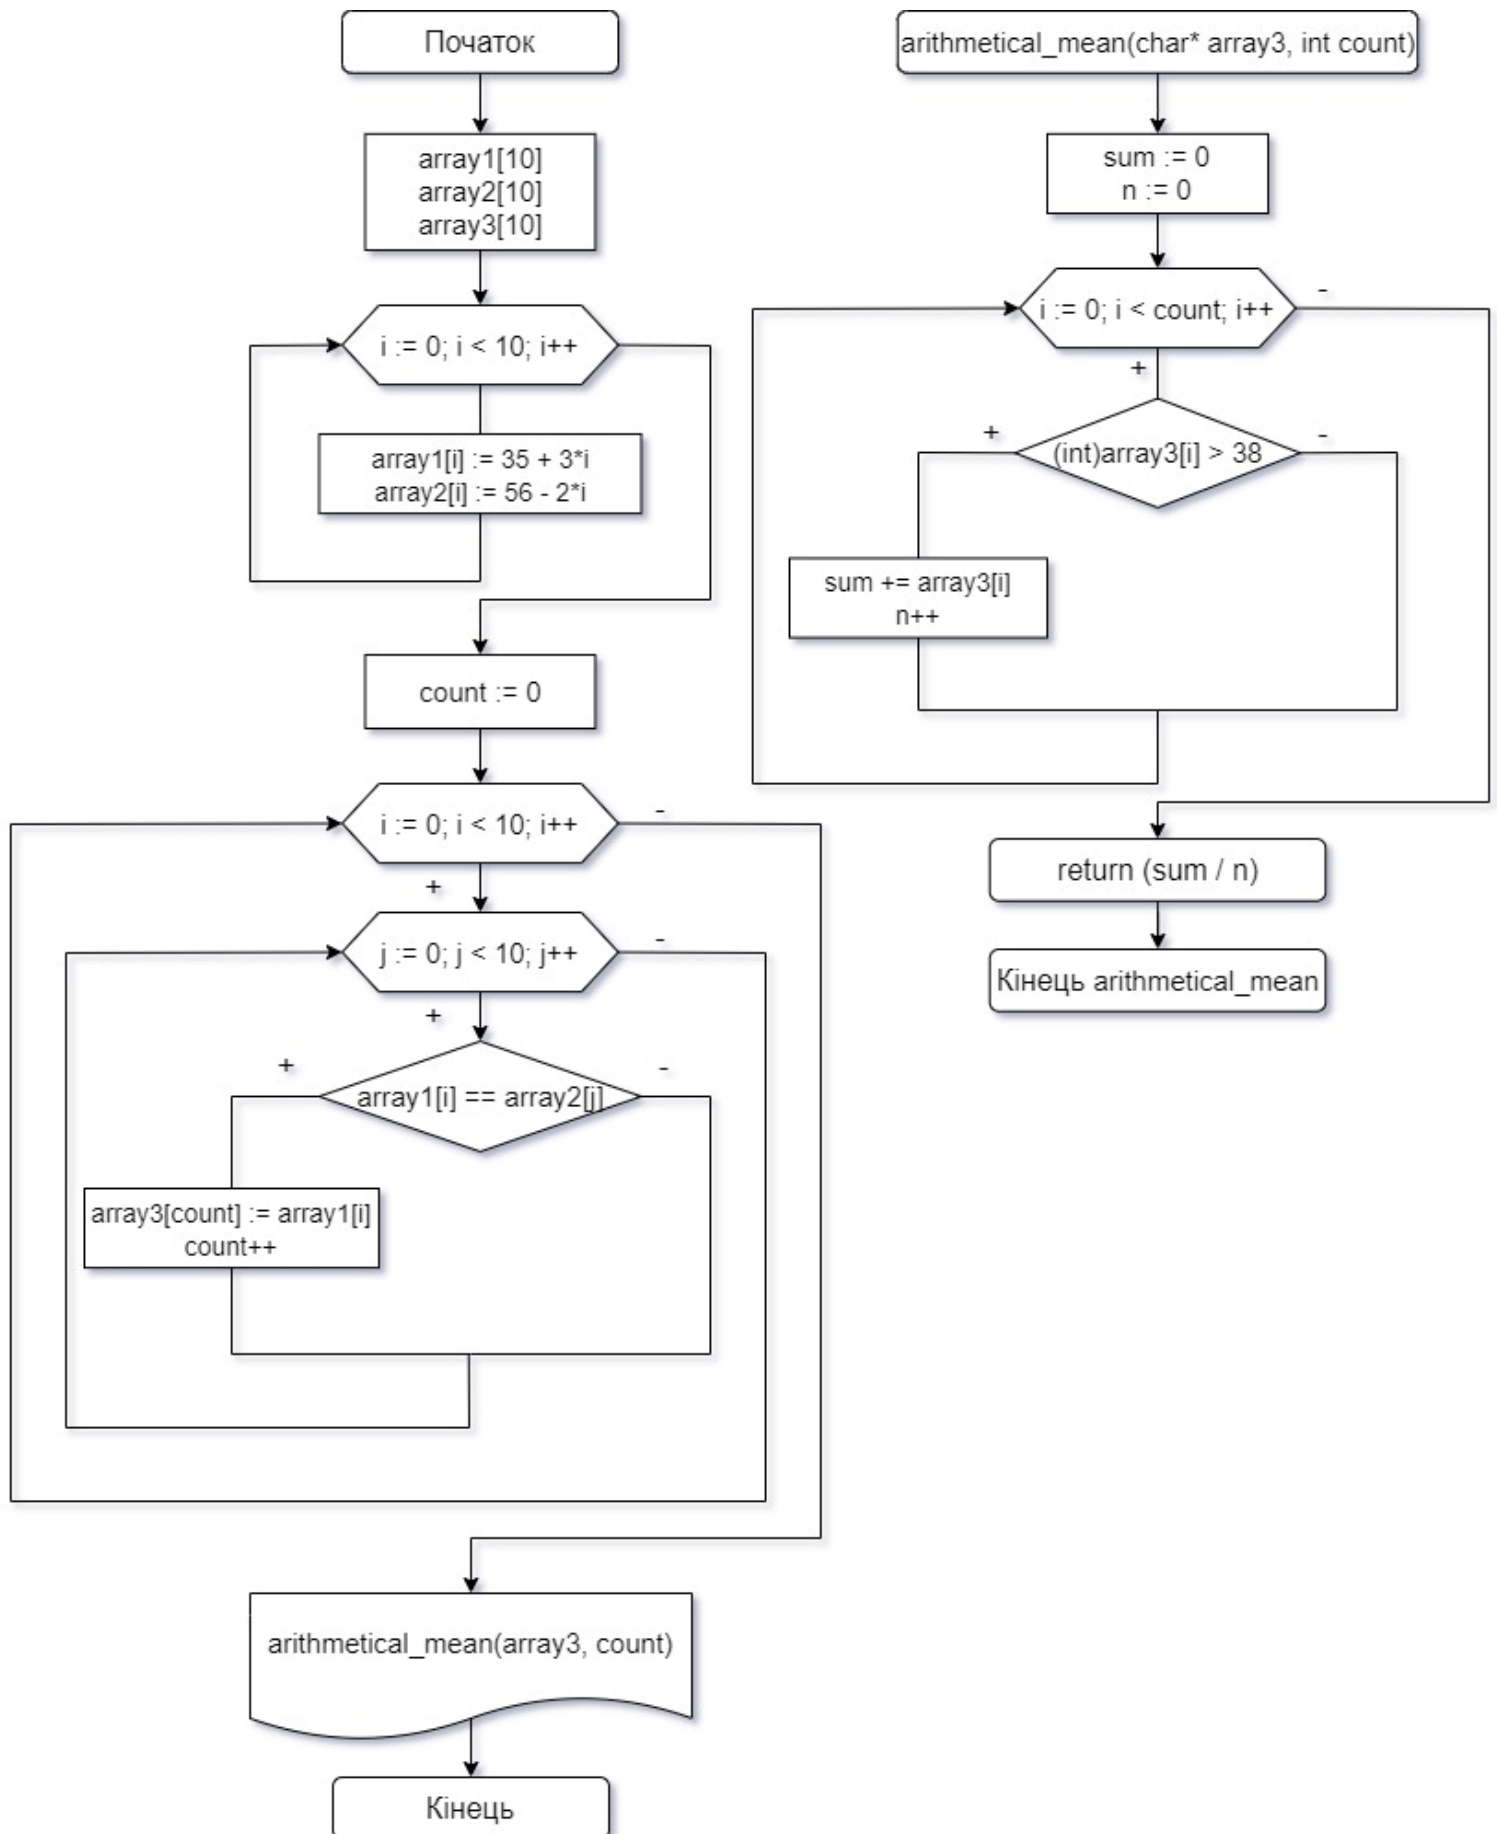 Початок
array1[10]
array2[10]
array3[10]
i := 0; i < 10; i++
array1[i] := 35 + 3*i
array2[i] := 56 - 2*i
count := 0
i := 0; i < 10; i++
-
+
j := 0; j < 10; j++
-
+
array1[i] == array2[j]
+
-
array3[count] := array1[i]
count++
arithmetical_mean(array3, count)
Кінець
arithmetical_mean(char* array3, int count)
sum := 0
n := 0
i := 0; i < count; i++
-
+
(int)array3[i] > 38
+
-
sum += array3[i]
n++
return (sum / n)
Кінець arithmetical_mean